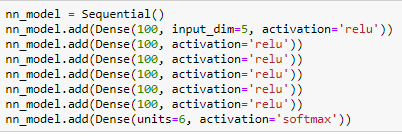 nn_model = Sequential()
nn_model.add(Dense(100, input_dim=5, activation='relu'))
nn_model.add(Dense(100, activation='relu'))
nn_model.add(Dense(100, activation='relu'))
nn_model.add(Dense(100, activation='relu'))
nn_model.add(Dense(100, activation='relu'))
nn_model.add(Dense(100, activation='relu'))
nn_model.add(Dense(units=6, activation='softmax'))